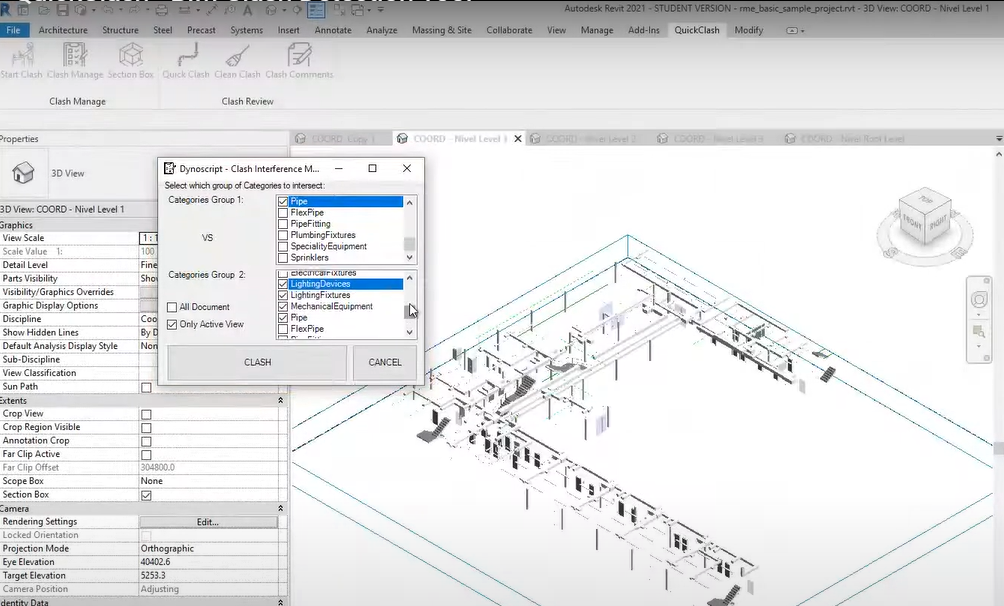 Autodesk Revit 2021 - STUDENT VERSION - rme_basic_sample_project.rvt - 3D View: COORD - Nivel Level 1
File Architecture Structure Steel Precast Systems Insert Annotate Analyze Massing & Site Collaborate View Manage Add-Ins QuickClash Modify
Start Clash Clash Manage Section Box Quick Clash Clean Clash Clash Comments
Clash Manage Clash Review
Properties
COORD - Copy 1 COORD - Nivel Level 1 COORD - Nivel Level 2 COORD - Nivel Roof Level
3D View
Dynoscript - Clash Interference M...
Select which group of Categories to intersect:
Categories Group 1:
Pipe
FlexPipe
PipeFitting
PlumbingFixtures
SpecialityEquipment
Sprinklers
VS
Categories Group 2:
ElectricalFixtures
LightingDevices
LightingFixtures
MechanicalEquipment
Pipe
FlexPipe
All Document
Only Active View
CLASH CANCEL
3D View: COORD - Nivel Level 1
Graphics
View Scale 1 : 1
Scale Value 1: 100
Detail Level Fine
Parts Visibility Sho
Visibility/Graphics Overrides
Graphic Display Options
Discipline Coo
Show Hidden Lines By D
Default Analysis Display Style Non
Sub-Discipline
View Classification
Sun Path
Extents
Crop View
Crop Region Visible
Annotation Crop
Far Clip Active
Far Clip Offset 304800.0
Scope Box None
Section Box
Camera
Rendering Settings Edit...
Locked Orientation
Projection Mode Orthographic
Eye Elevation 40402.6
Target Elevation 5253.3
Camera Position Adjusting
Identity Data
TOP
FRONT RIGHT